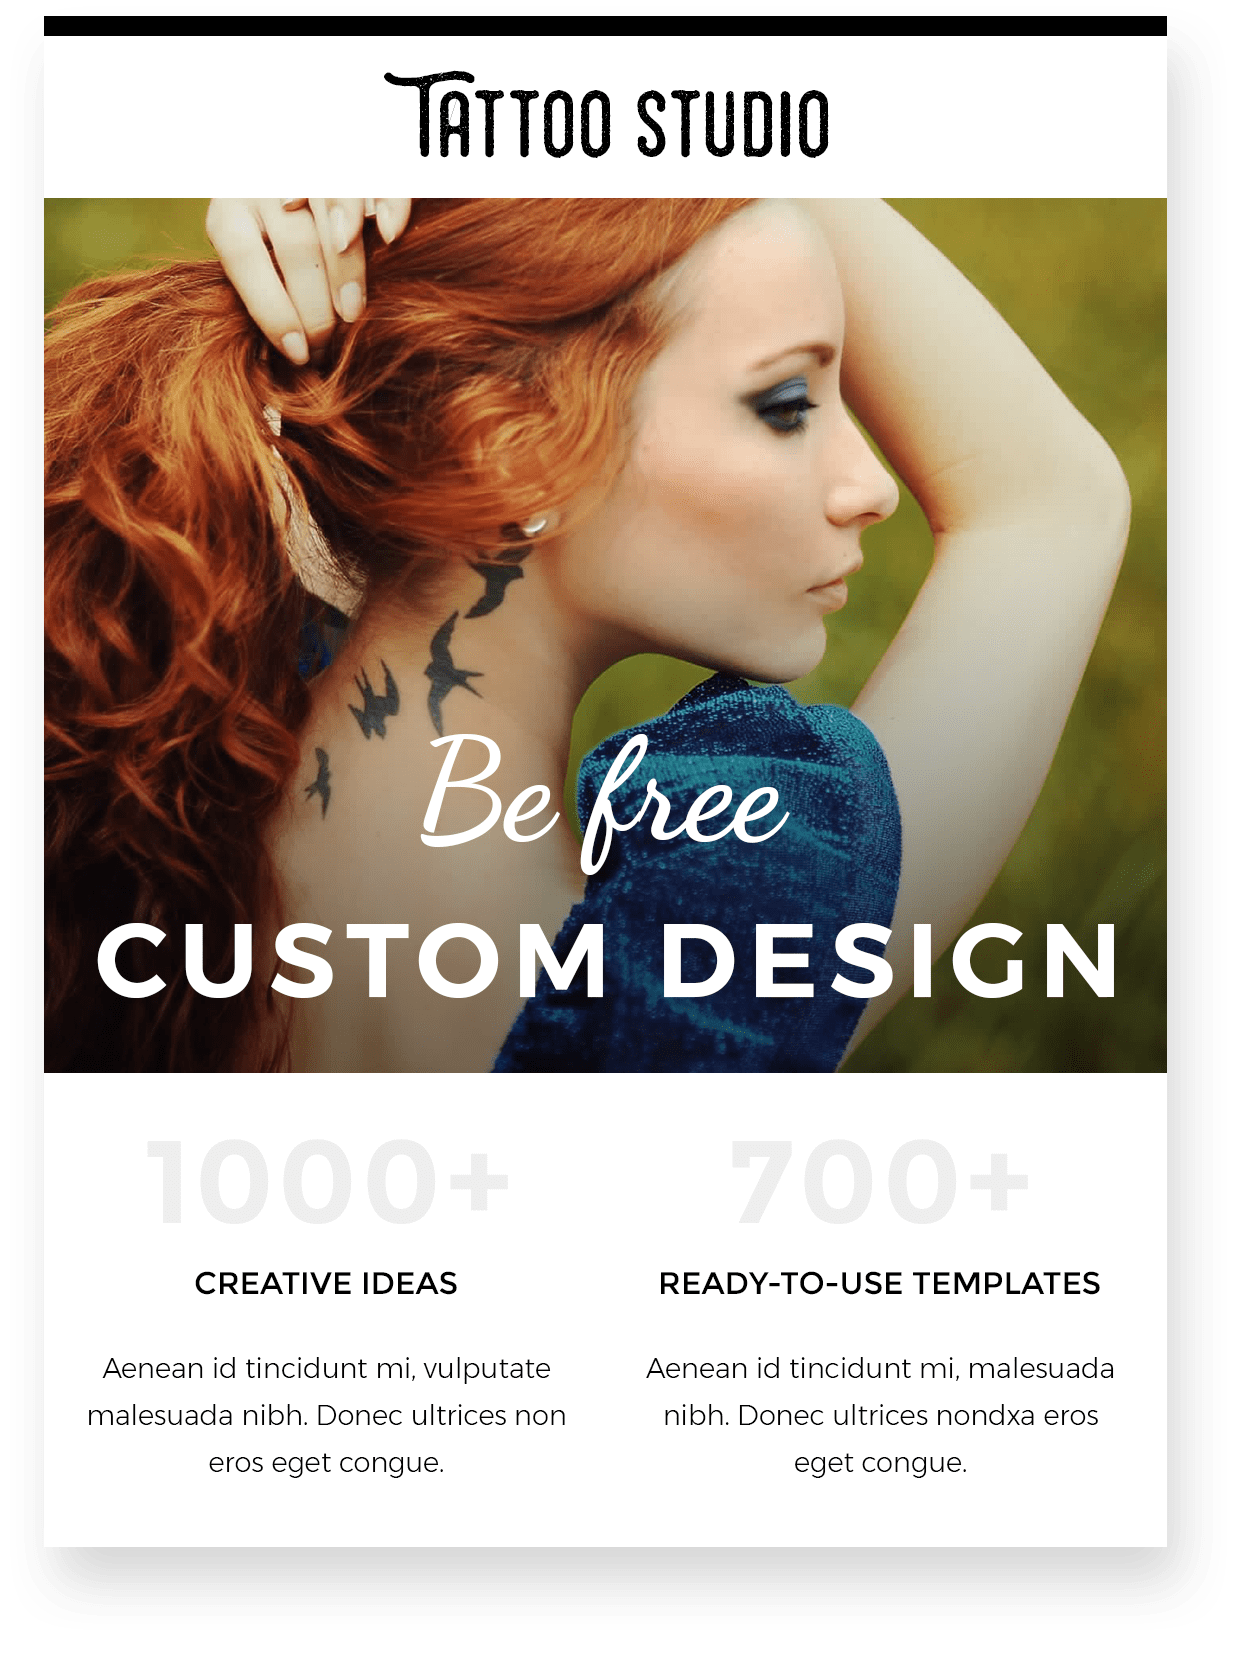 TATTOO STUDIO
Be free
CUSTOM DESIGN
1000+
CREATIVE IDEAS
Aenean id tincidunt mi, vulputate
malesuada nibh. Donec ultrices non
eros eget congue.
700+
READY-TO-USE TEMPLATES
Aenean id tincidunt mi, malesuada
nibh. Donec ultrices nondxa eros
eget congue.